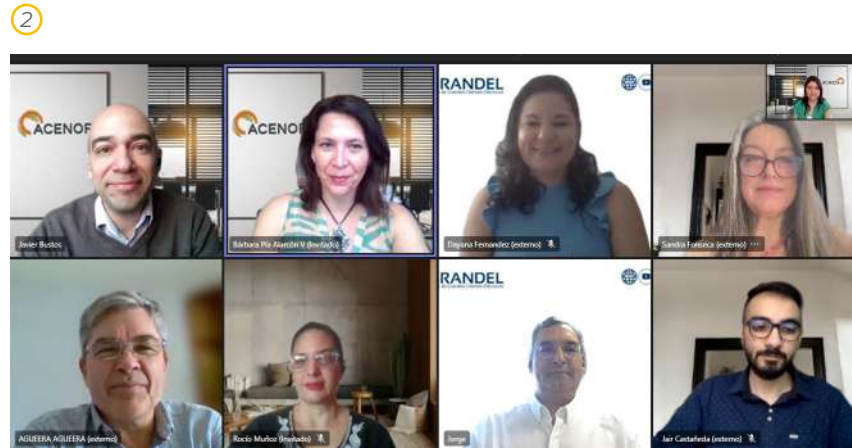 2
ACENOR
ACENOR
RANDEL
Javier Bustos
Bárbara Pía Alarcón V (Invitado)
Dayana Fernandez (externo)
Sandra Fonseca (externo) ...
RANDEL
AGUEERA AGUEERA (externo)
Rocío Muñoz (Invitado)
Jorge
Jair Castañeda (externo)